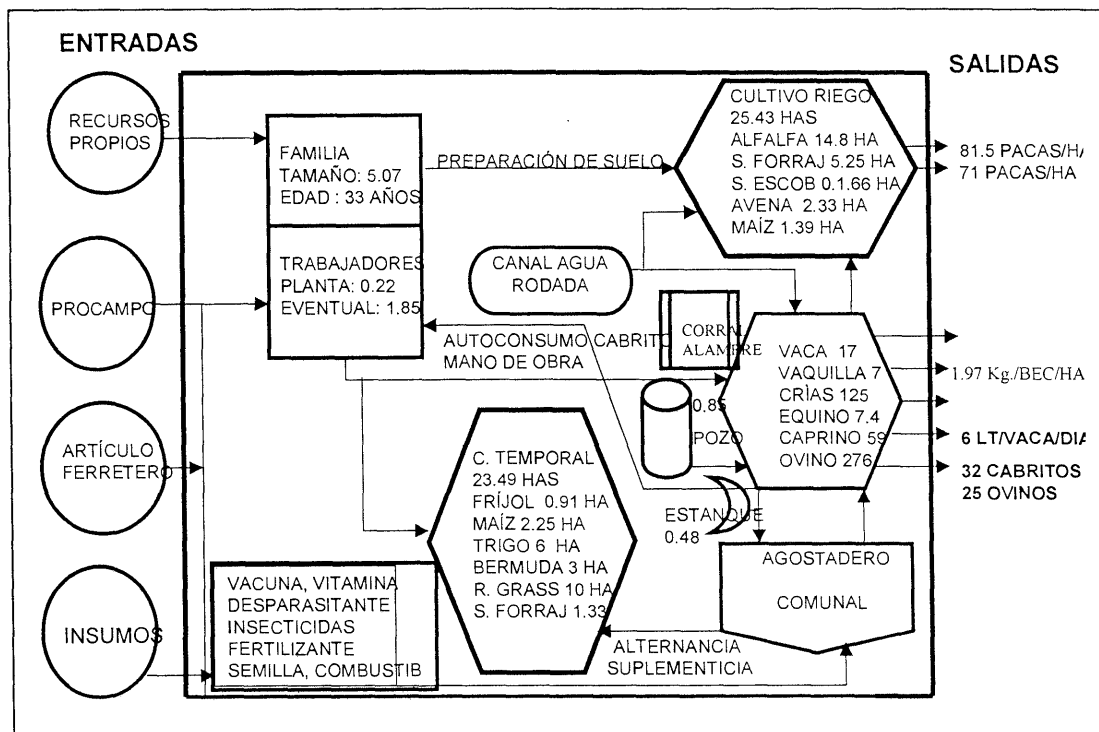 ENTRADAS
SALIDAS
RECURSOS
PROPIOS
PROCAMPO
ARTÍCULO
FERRETERO
INSUMOS
FAMILIA
TAMAÑO: 5.07
EDAD : 33 AÑOS
TRABAJADORES
PLANTA: 0.22
EVENTUAL: 1.85
PREPARACIÓN DE SUELO
CULTIVO RIEGO
25.43 HAS
ALFALFA 14.8 HA
S. FORRAJ 5.25 HA
S. ESCOB 0.1.66 HA
AVENA 2.33 HA
MAÍZ 1.39 HA
81.5 PACAS/HA
71 PACAS/HA
CANAL AGUA
RODADA
AUTOCONSUMO CABRITO
MANO DE OBRA
CORRAL
ALAMBRE
0.85
POZO
ESTANQUE
0.48
VACA 17
VAQUILLA 7
CRÌAS 125
EQUINO 7.4
CAPRINO 59
OVINO 276
1.97 Kg./BEC/HA
6 LT/VACA/DIA
32 CABRITOS
25 OVINOS
C. TEMPORAL
23.49 HAS
FRÍJOL 0.91 HA
MAÍZ 2.25 HA
TRIGO 6 HA
BERMUDA 3 HA
R. GRASS 10 HA
S. FORRAJ 1.33
AGOSTADERO
COMUNAL
ALTERNANCIA
SUPLEMENTICIA
VACUNA, VITAMINA
DESPARASITANTE
INSECTICIDAS
FERTILIZANTE
SEMILLA, COMBUSTIB